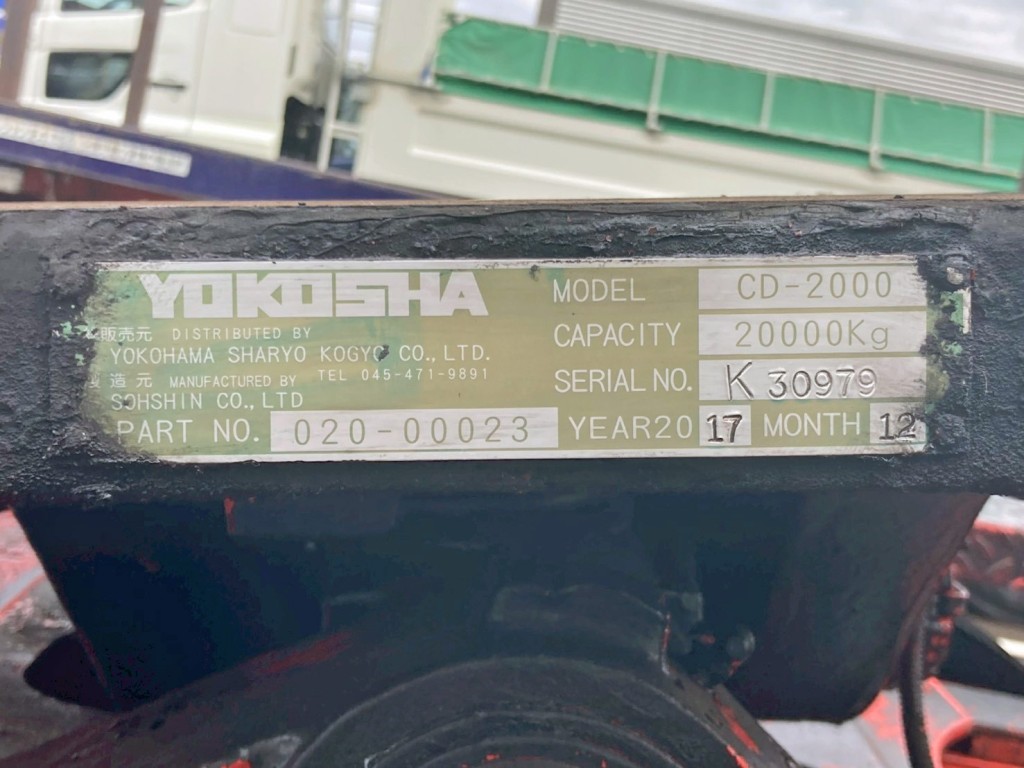 YOKOSHA
販売元 DISTRIBUTED BY
YOKOHAMA SHARYO KOGYO CO., LTD.
TEL 045-471-9891
造元 MANUFACTURED BY
SOHSHIN CO., LTD
PART NO. 020-00023
MODEL CD-2000
CAPACITY 20000Kg
SERIAL NO. K 30979
YEAR20 17 MONTH 12